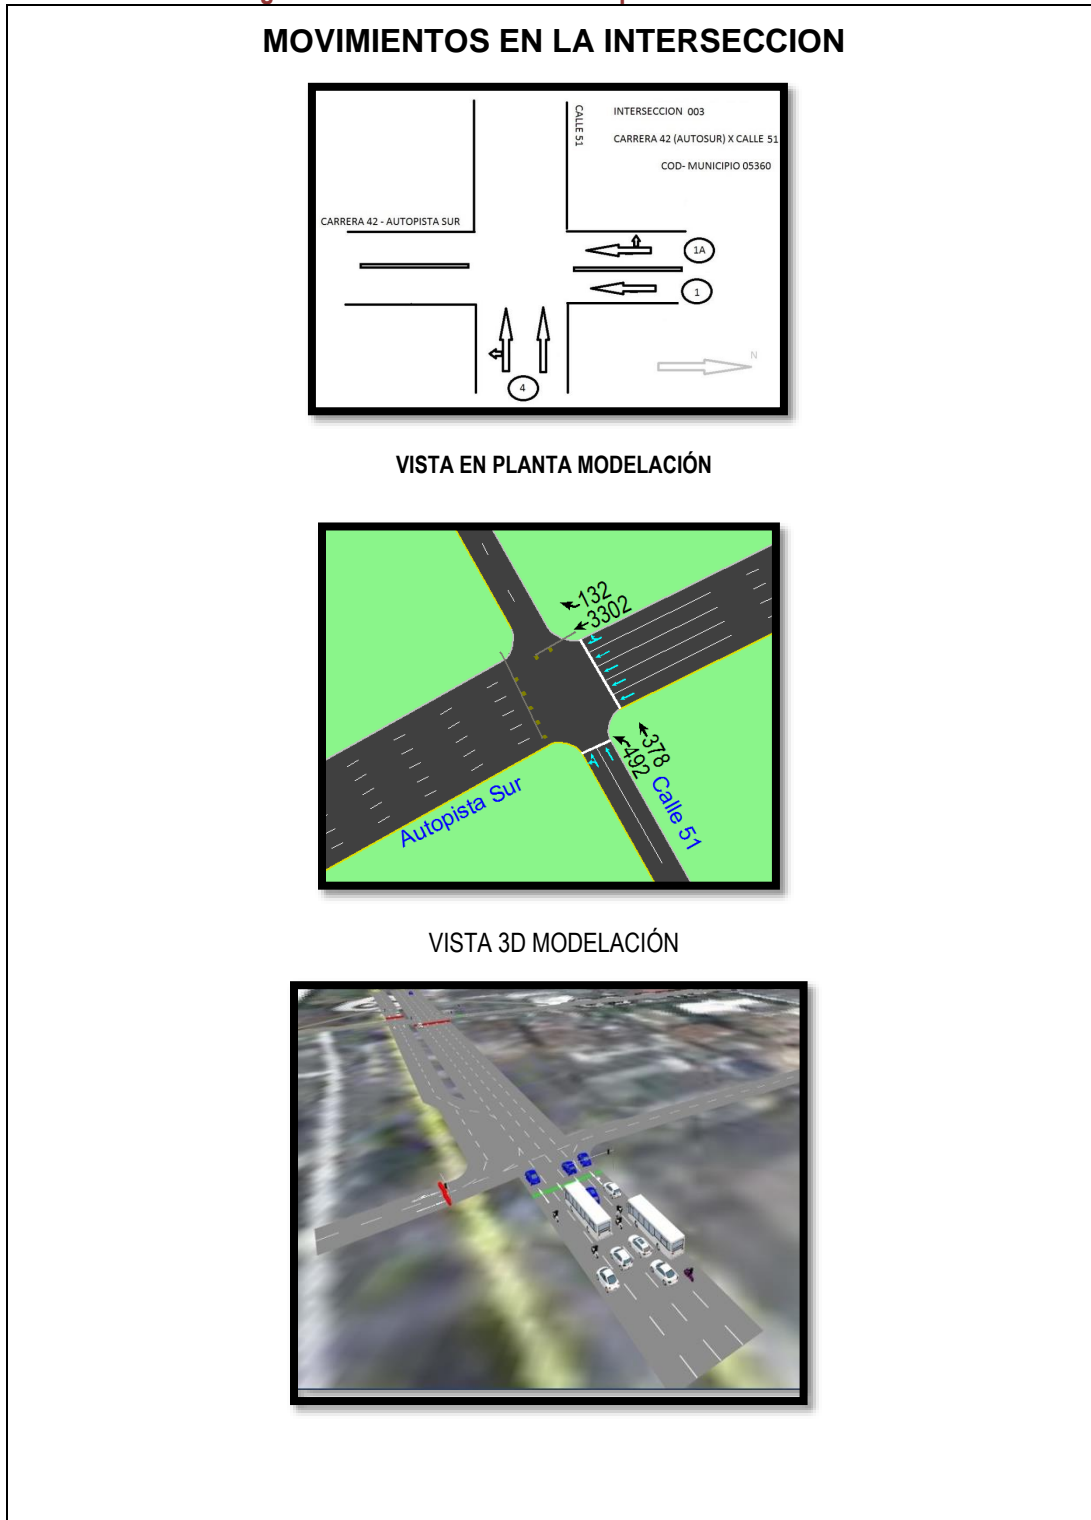 MOVIMIENTOS EN LA INTERSECCION
CALLE 51
INTERSECCION 003
CARRERA 42 (AUTOSUR) X CALLE 51
COD- MUNICIPIO 05360
CARRERA 42 - AUTOPISTA SUR
1A
1
N
4
VISTA EN PLANTA MODELACIÓN
132
3302
378
492
Calle 51
Autopista Sur
VISTA 3D MODELACIÓN